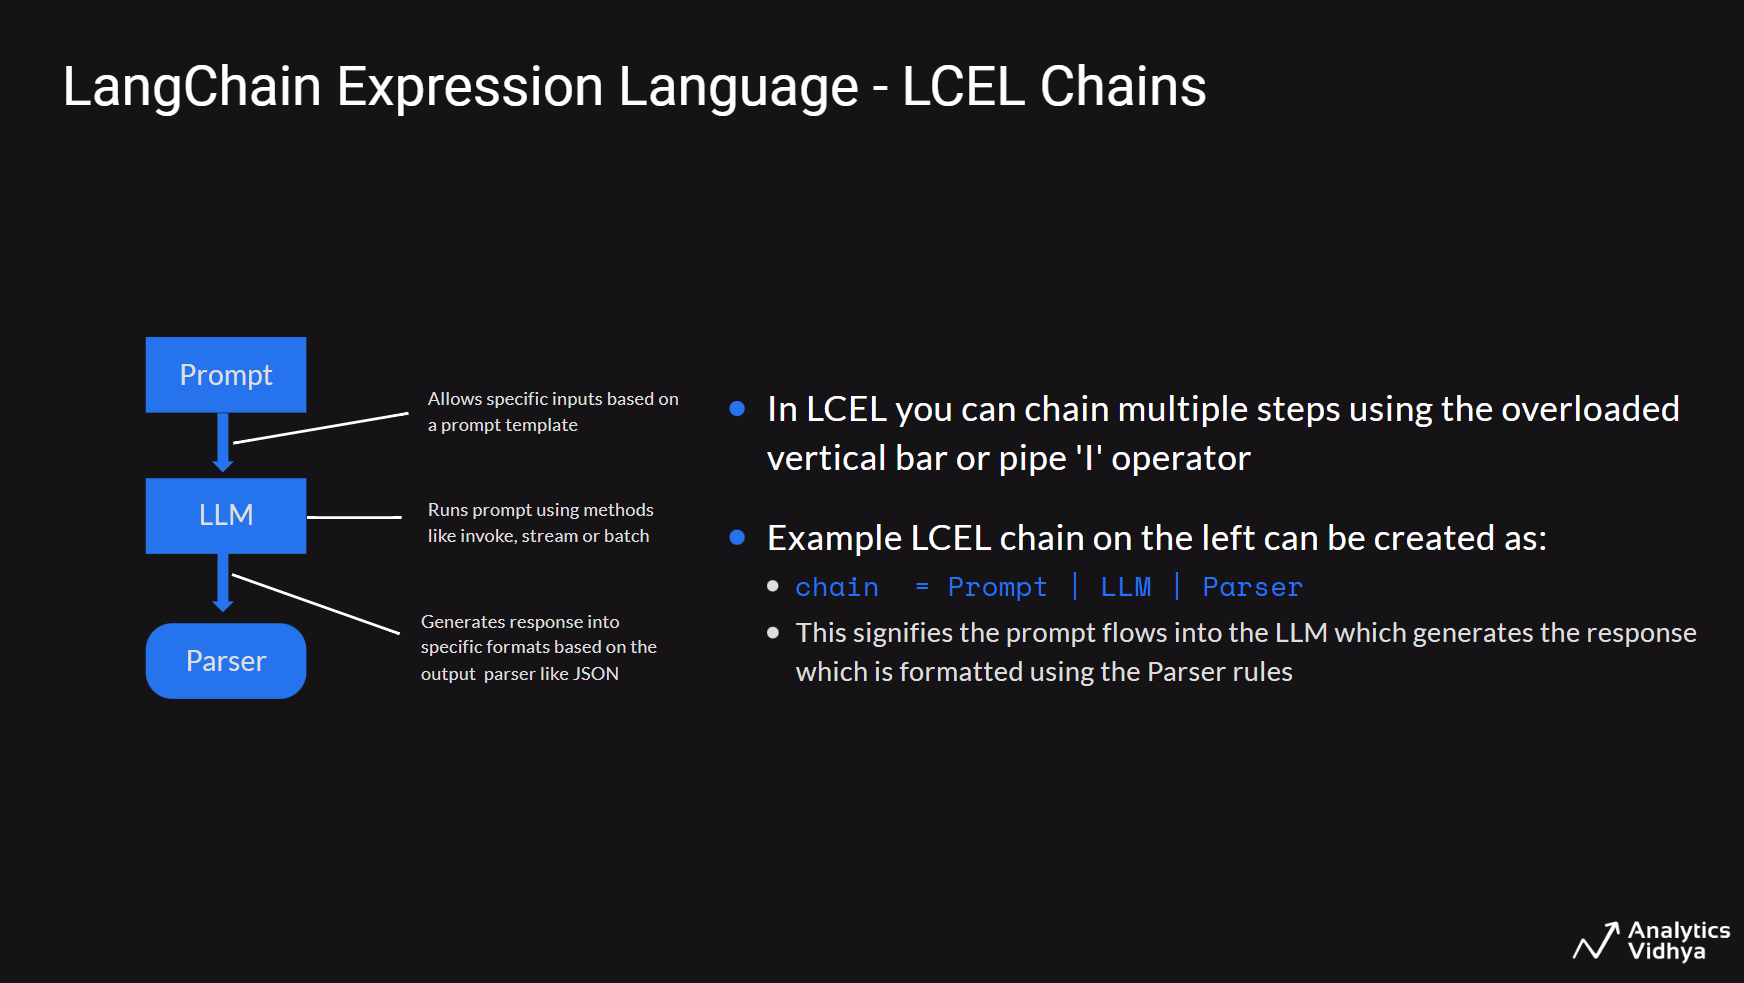 LangChain Expression Language - LCEL Chains
Prompt
Allows specific inputs based on
a prompt template
LLM
Runs prompt using methods
like invoke, stream or batch
Generates response into
specific formats based on the
output parser like JSON
Parser
In LCEL you can chain multiple steps using the overloaded
vertical bar or pipe 'I' operator
Example LCEL chain on the left can be created as:
chain = Prompt | LLM | Parser
This signifies the prompt flows into the LLM which generates the response
which is formatted using the Parser rules
Analytics
Vidhya